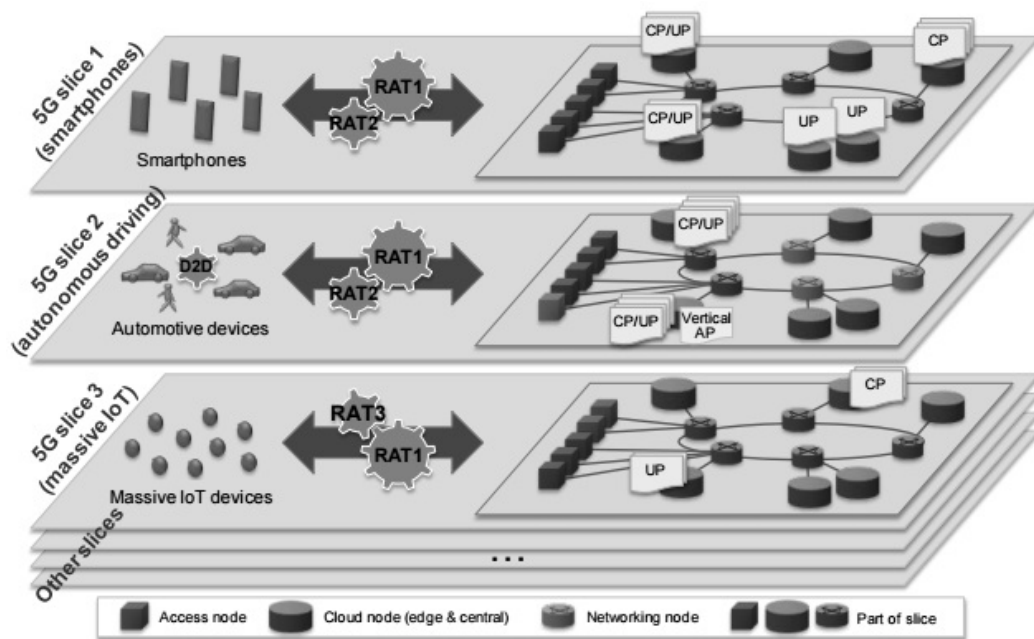 5G slice 1
(smartphones)
Smartphones
RAT1
RAT2
CP/UP
CP
CP/UP
UP
UP
5G slice 2
(autonomous driving)
D2D
Automotive devices
RAT1
RAT2
CP/UP
CP/UP
Vertical
AP
5G slice 3
(massive IoT)
Massive IoT devices
RAT3
RAT1
CP
UP
Other slices
...
Access node
Cloud node (edge & central)
Networking node
Part of slice